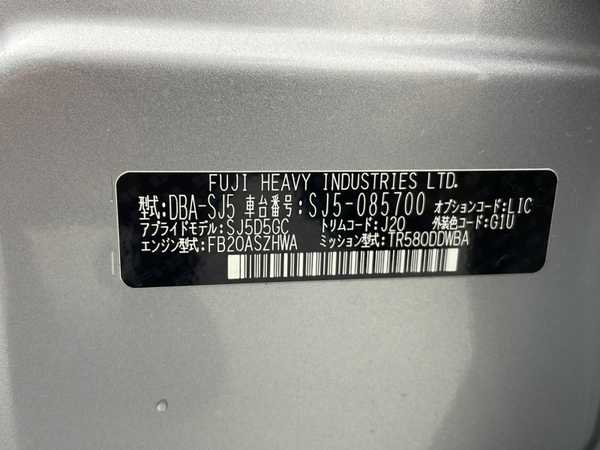 FUJI HEAVY INDUSTRIES LTD.
型式:DBA-SJ5 車台番号:SJ5-085700 オプションコード:LIC
アプライドモデル:SJ5D5GC トリムコード:J20 外装色コード:G1U
エンジン型式:FB20ASZHWA ミッション型式:TR580DDWBA